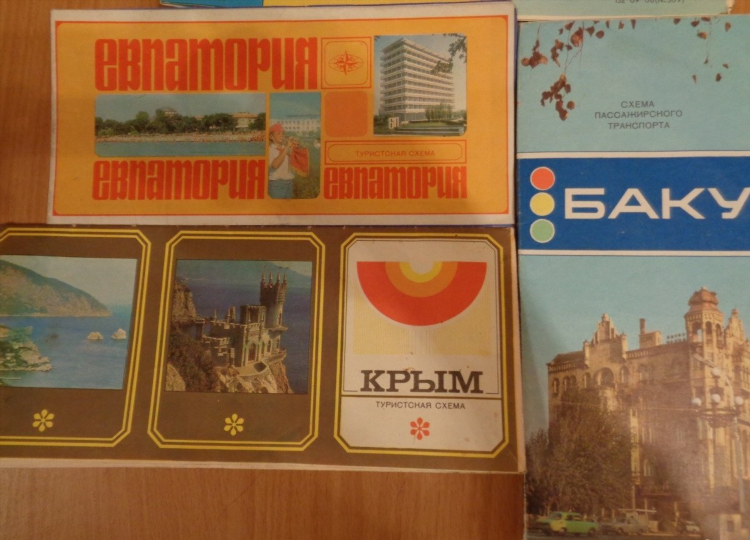 ЕВПАТОРИЯ
ТУРИСТСКАЯ СХЕМА
ЕВПАТОРИЯ
ЕВПАТОРИЯ
КРЫМ
ТУРИСТСКАЯ СХЕМА
СХЕМА
ПАССАЖИРСКОГО
ТРАНСПОРТА
БАКУ